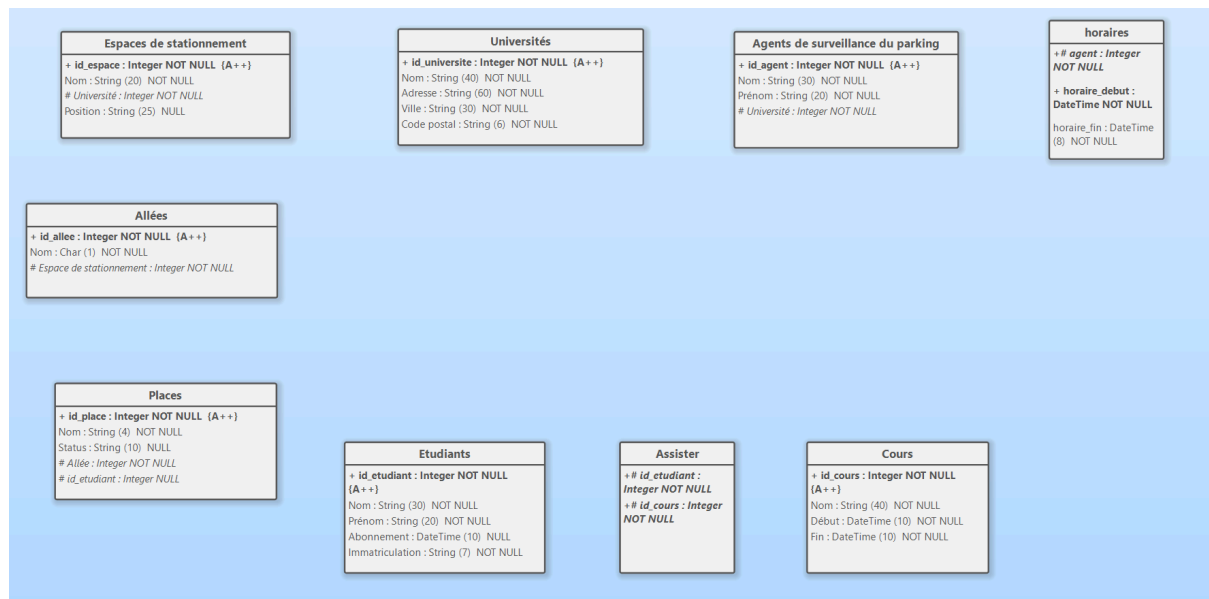 Espaces de stationnement
+ id_espace : Integer NOT NULL {A++}
Nom : String (20) NOT NULL
# Université : Integer NOT NULL
Position : String (25) NULL
Universités
+ id_universite : Integer NOT NULL {A++}
Nom : String (40) NOT NULL
Adresse : String (60) NOT NULL
Ville : String (30) NOT NULL
Code postal : String (6) NOT NULL
Agents de surveillance du parking
+ id_agent : Integer NOT NULL {A++}
Nom : String (30) NOT NULL
Prénom : String (20) NOT NULL
# Université : Integer NOT NULL
horaires
+# agent : Integer
NOT NULL
+ horaire_debut :
DateTime NOT NULL
horaire_fin : DateTime
(8) NOT NULL
Allées
+ id_allee : Integer NOT NULL {A++}
Nom : Char (1) NOT NULL
# Espace de stationnement : Integer NOT NULL
Places
+ id_place : Integer NOT NULL {A++}
Nom : String (4) NOT NULL
Status : String (10) NULL
# Allée : Integer NOT NULL
# id_etudiant : Integer NULL
Etudiants
+ id_etudiant : Integer NOT NULL
{A++}
Nom : String (30) NOT NULL
Prénom : String (20) NOT NULL
Abonnement : DateTime (10) NULL
Immatriculation : String (7) NOT NULL
Assister
+# id_etudiant :
Integer NOT NULL
+# id_cours : Integer
NOT NULL
Cours
+ id_cours : Integer NOT NULL
{A++}
Nom : String (40) NOT NULL
Début : DateTime (10) NOT NULL
Fin : DateTime (10) NOT NULL